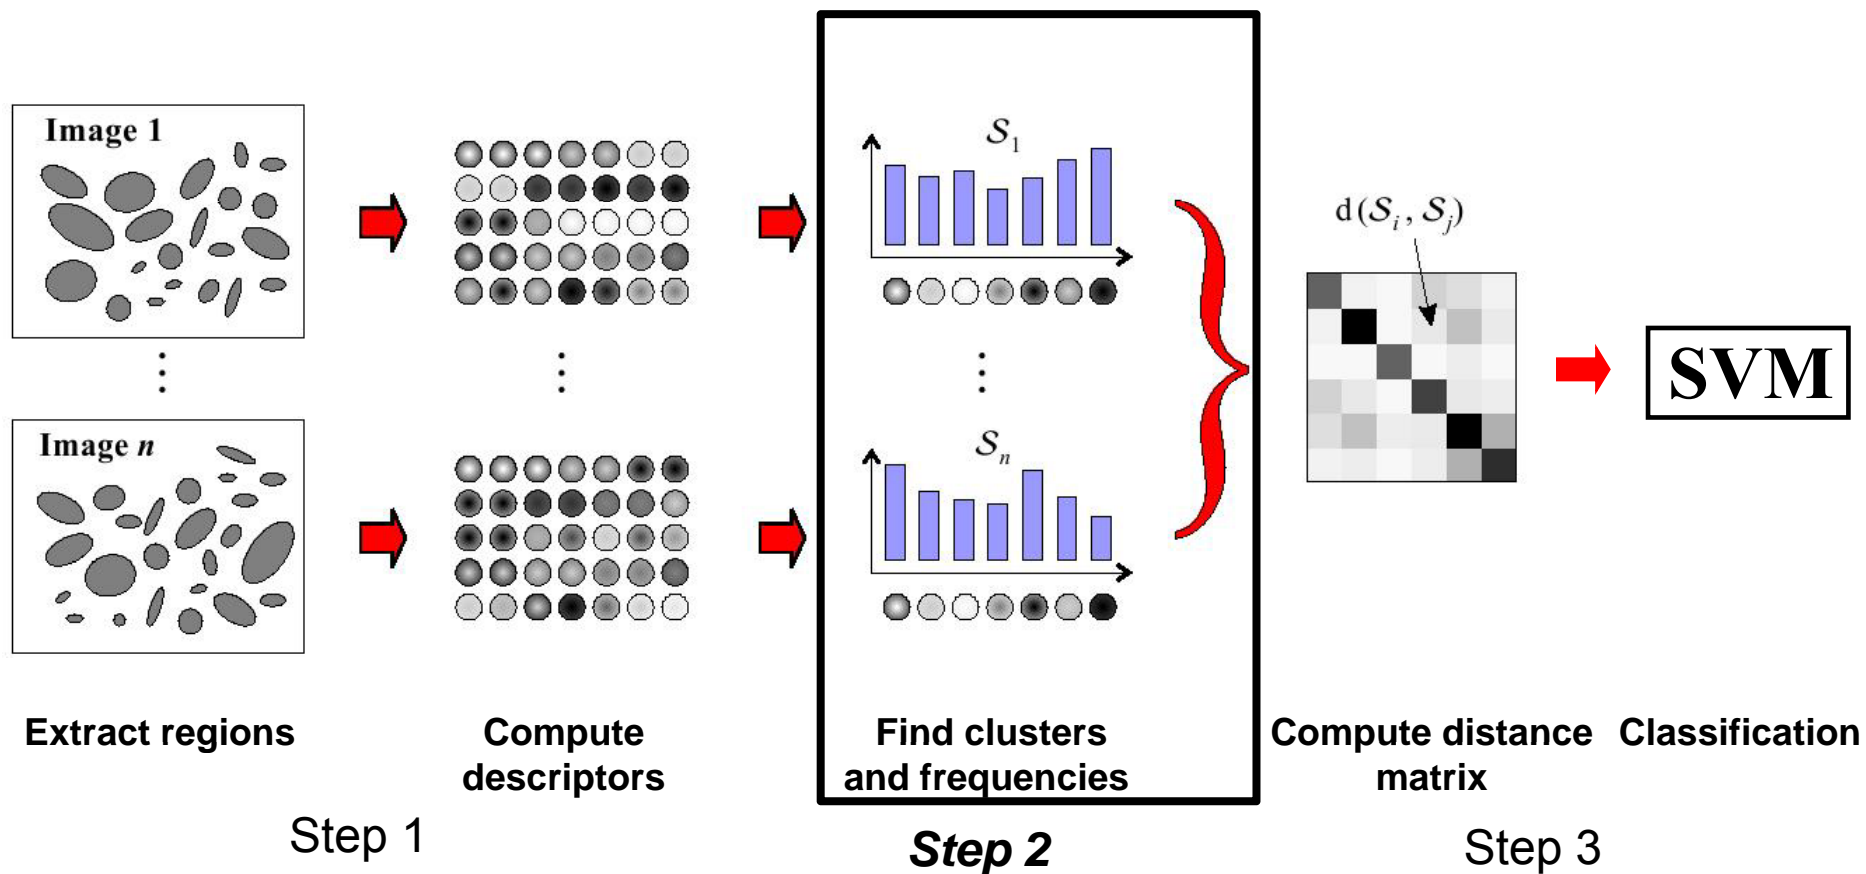 Image 1
S1
d(Si, Sj)
SVM
Image n
Sn
Extract regions
Compute
descriptors
Find clusters
and frequencies
Compute distance
matrix
Classification
Step 1
Step 2
Step 3